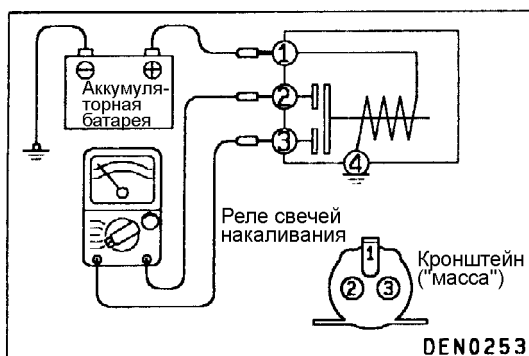 1
Аккумуля-
торная
батарея
2
3
4
Реле свечей
накаливания
Кронштейн
("масса")
1
2
3
DEN0253